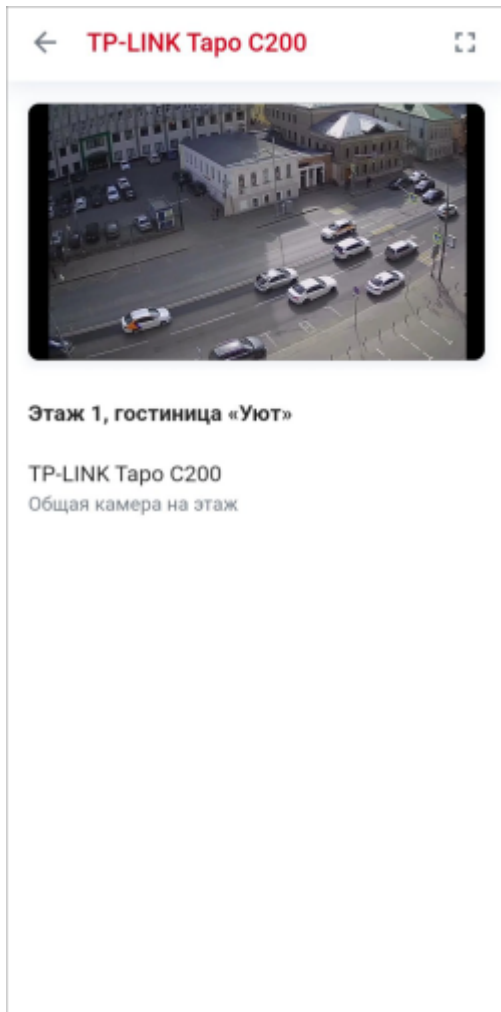 TP-LINK Tapo C200
Этаж 1, гостиница «Уют»
TP-LINK Tapo C200
Общая камера на этаж